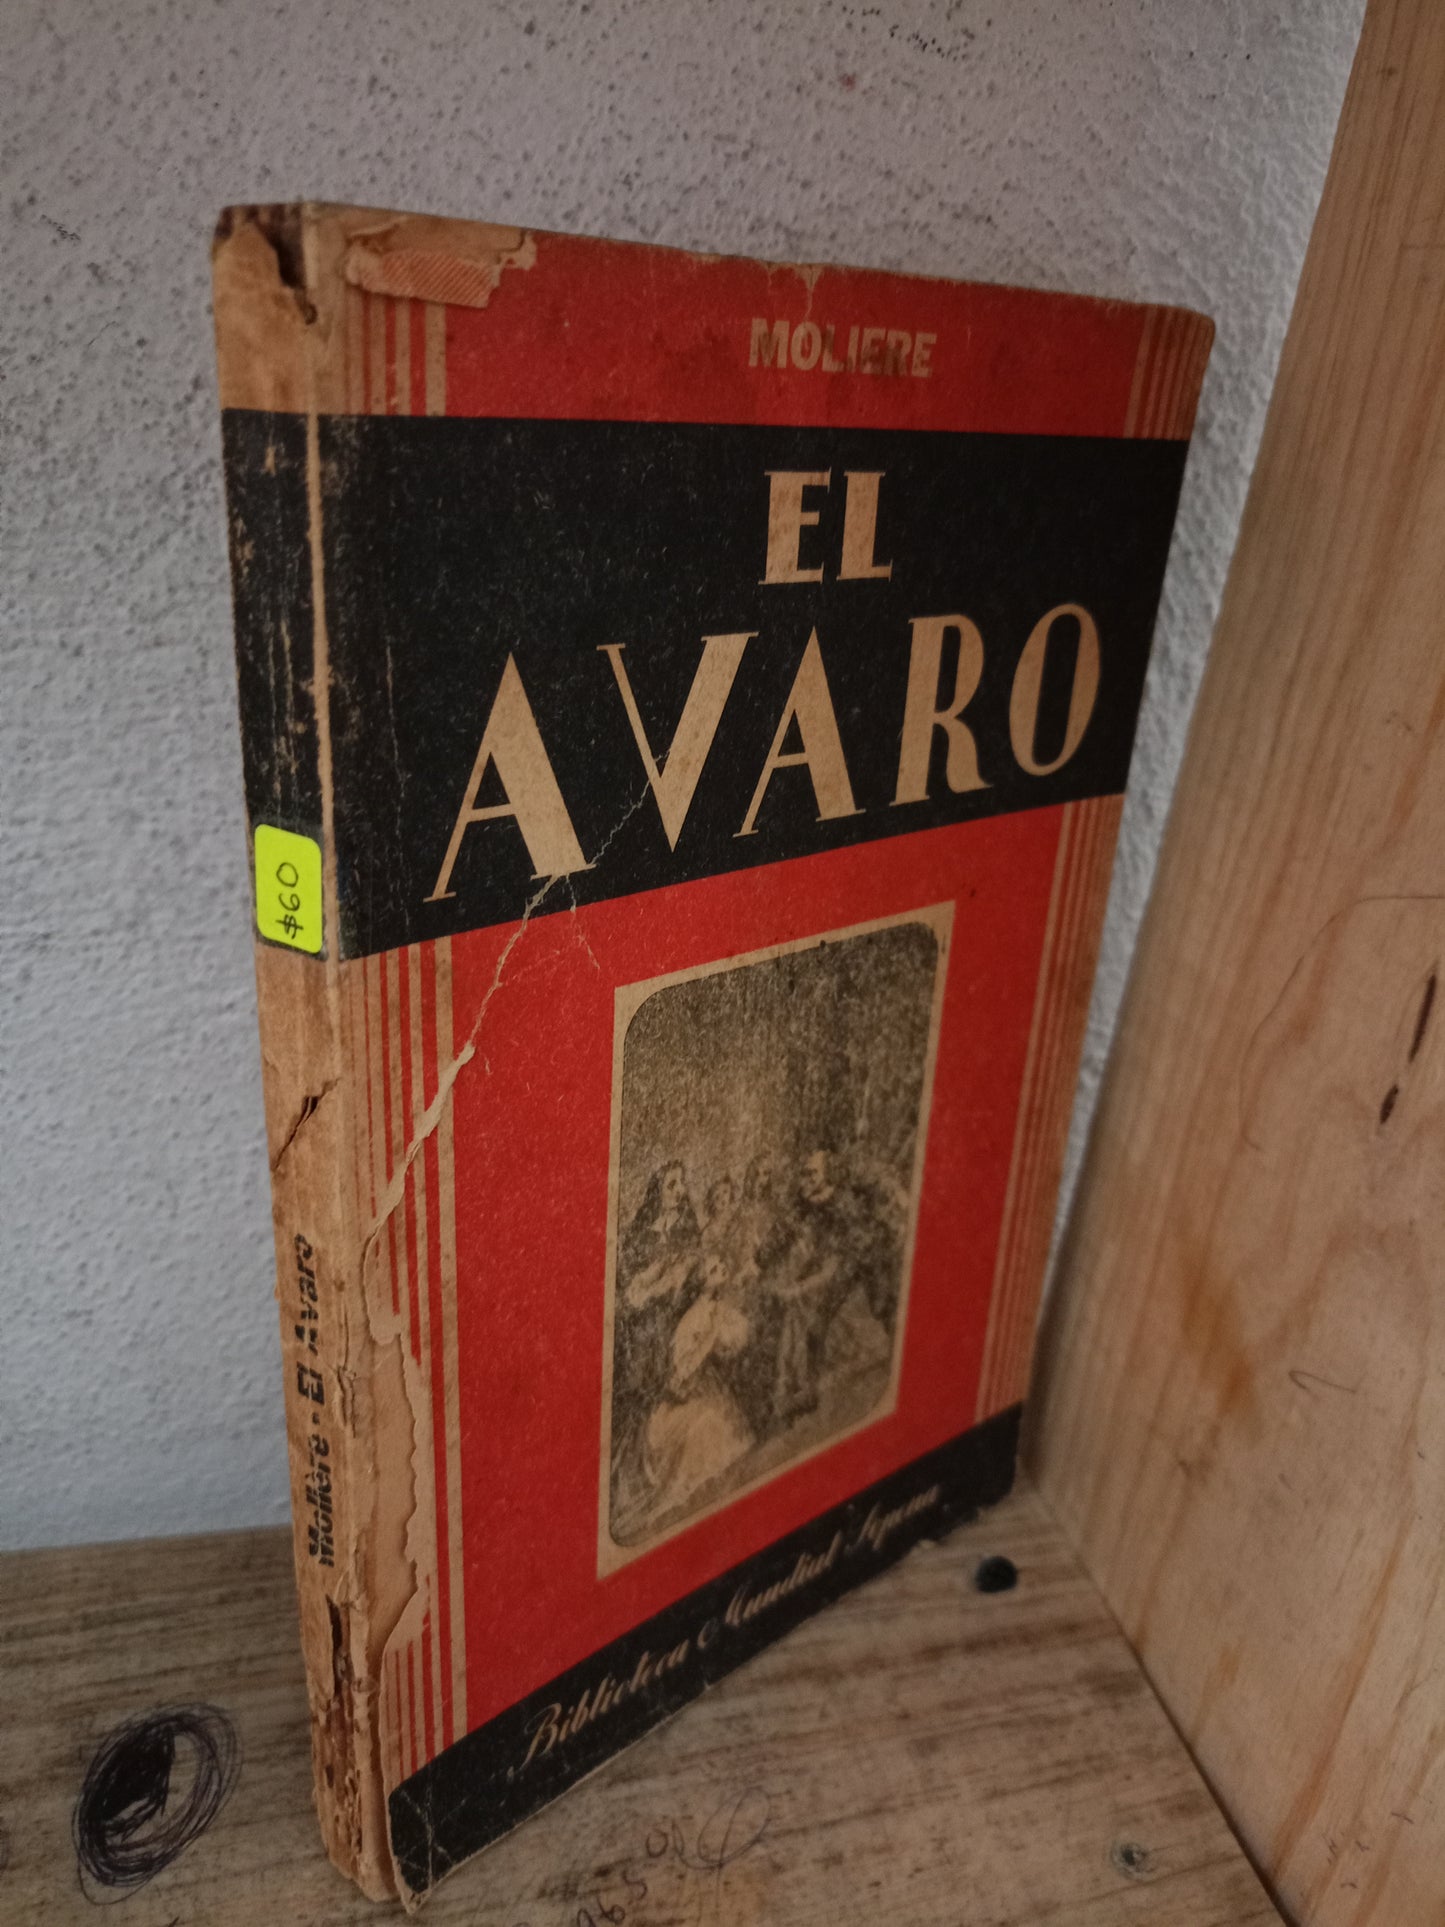 MOLIERE
EL
AVARO
Biblioteca Mundial Sopena
Moliere - El Avaro
$60